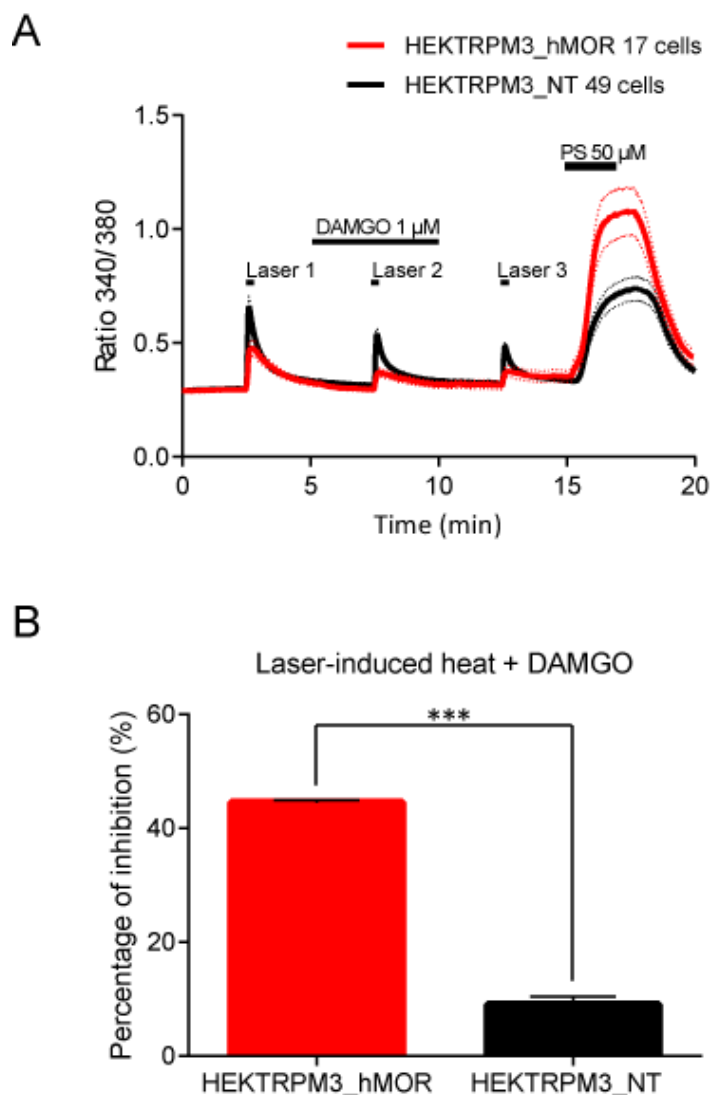 A
HEKTRPM3_hMOR 17 cells
HEKTRPM3_NT 49 cells
1.5
1.0
0.5
0.0
Ratio 340/380
PS 50 µM
DAMGO 1 µM
Laser 1
Laser 2
Laser 3
0
5
10
15
20
Time (min)
B
Laser-induced heat + DAMGO
60
40
20
0
Percentage of inhibition (%)
***
HEKTRPM3_hMOR
HEKTRPM3_NT